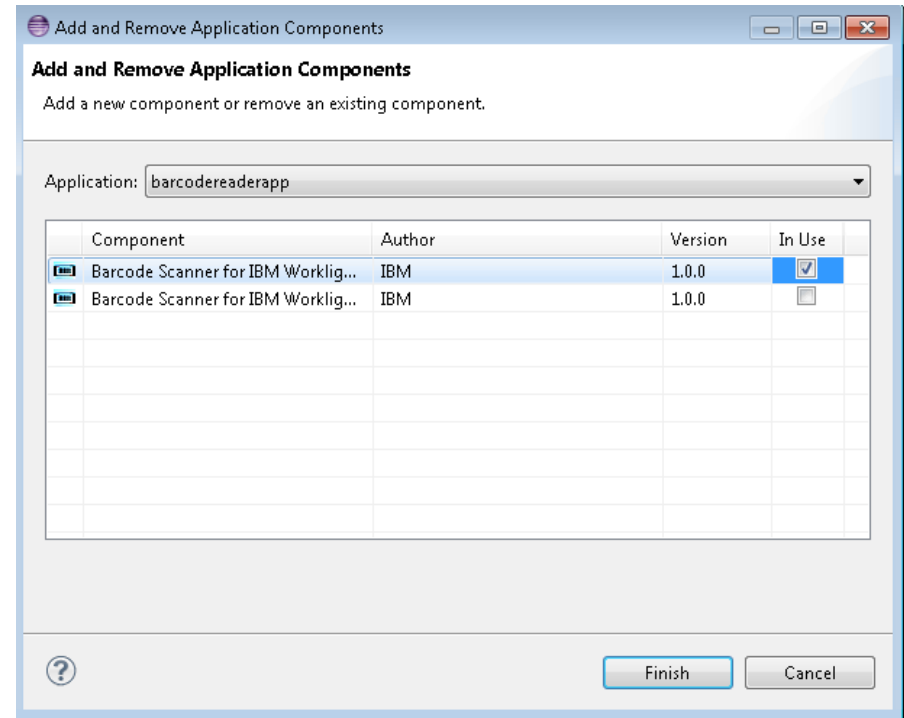 Add and Remove Application Components
Add and Remove Application Components
Add a new component or remove an existing component.
Application: barcodereaderapp
Component Author Version In Use
Barcode Scanner for IBM Worklig... IBM 1.0.0
Barcode Scanner for IBM Worklig... IBM 1.0.0
? Finish Cancel